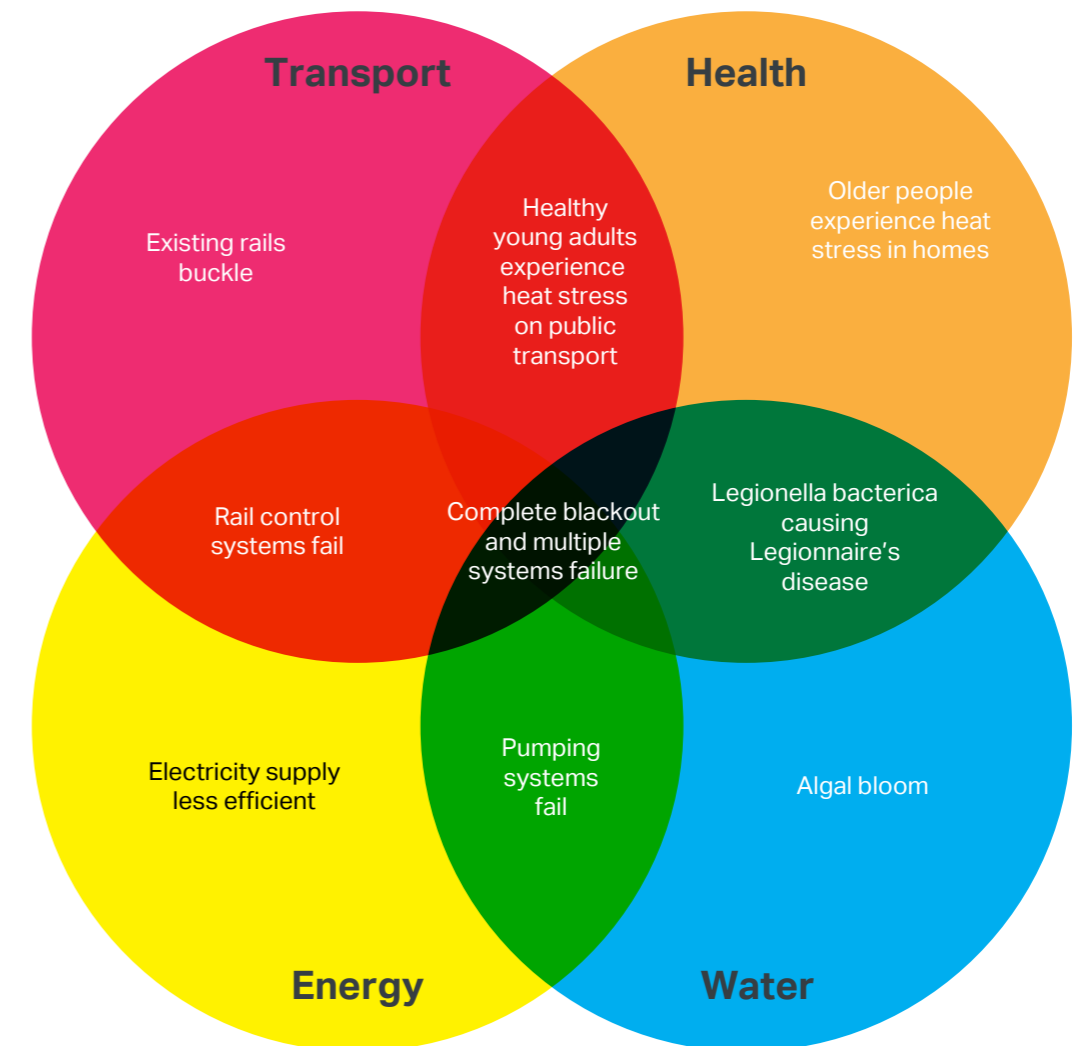 Transport
Health
Existing rails
buckle
Healthy
young adults
experience
heat stress
on public
transport
Older people
experience heat
stress in homes
Rail control
systems fail
Complete blackout
and multiple
systems failure
Legionella bacterica
causing
Legionnaire's
disease
Electricity supply
less efficient
Pumping
systems
fail
Algal bloom
Energy
Water